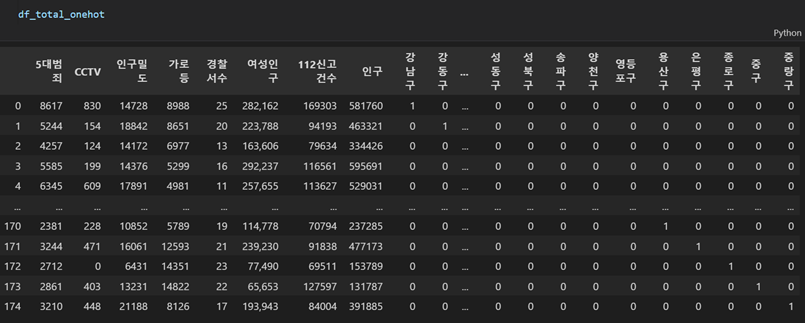 df_total_onehot
Python
5대범죄 CCTV 인구밀도 가로등 경찰서수 여성인구 112신고건수 인구 강남구 강동구 ... 성동구 성북구 송파구 양천구 영등포구 용산구 은평구 종로구 중구 중랑구
0 8617 830 14728 8988 25 282,162 169303 581760 1 0 ... 0 0 0 0 0 0 0 0 0 0
1 5244 154 18842 8651 20 223,788 94193 463321 0 1 ... 0 0 0 0 0 0 0 0 0 0
2 4257 124 14172 6977 13 163,606 79634 334426 0 0 ... 0 0 0 0 0 0 0 0 0 0
3 5585 199 14376 5299 16 292,237 116561 595691 0 0 ... 0 0 0 0 0 0 0 0 0 0
4 6345 609 17891 4981 11 257,655 113627 529031 0 0 ... 0 0 0 0 0 0 0 0 0 0
... ... ... ... ... ... ... ... ... ... ... ... ... ... ... ... ... ... ... ... ... ...
170 2381 228 10852 5789 19 114,778 70794 237285 0 0 ... 0 0 0 0 0 1 0 0 0 0
171 3244 471 16061 12593 21 239,230 91838 477173 0 0 ... 0 0 0 0 0 0 1 0 0 0
172 2712 0 6431 14351 23 77,490 69511 153789 0 0 ... 0 0 0 0 0 0 0 1 0 0
173 2861 403 13231 14822 22 65,653 127597 131787 0 0 ... 0 0 0 0 0 0 0 0 1 0
174 3210 448 21188 8126 17 193,943 84004 391885 0 0 ... 0 0 0 0 0 0 0 0 0 1